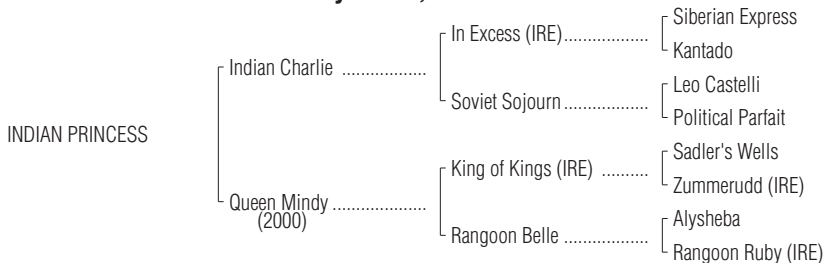 Siberian Express
In Excess (IRE)...................
Kantado
Indian Charlie ...................
Leo Castelli
Soviet Sojourn...................
Political Parfait
INDIAN PRINCESS
Sadler's Wells
King of Kings (IRE) ..........
Zummerudd (IRE)
Queen Mindy .....................
(2000)
Alysheba
Rangoon Belle ...................
Rangoon Ruby (IRE)